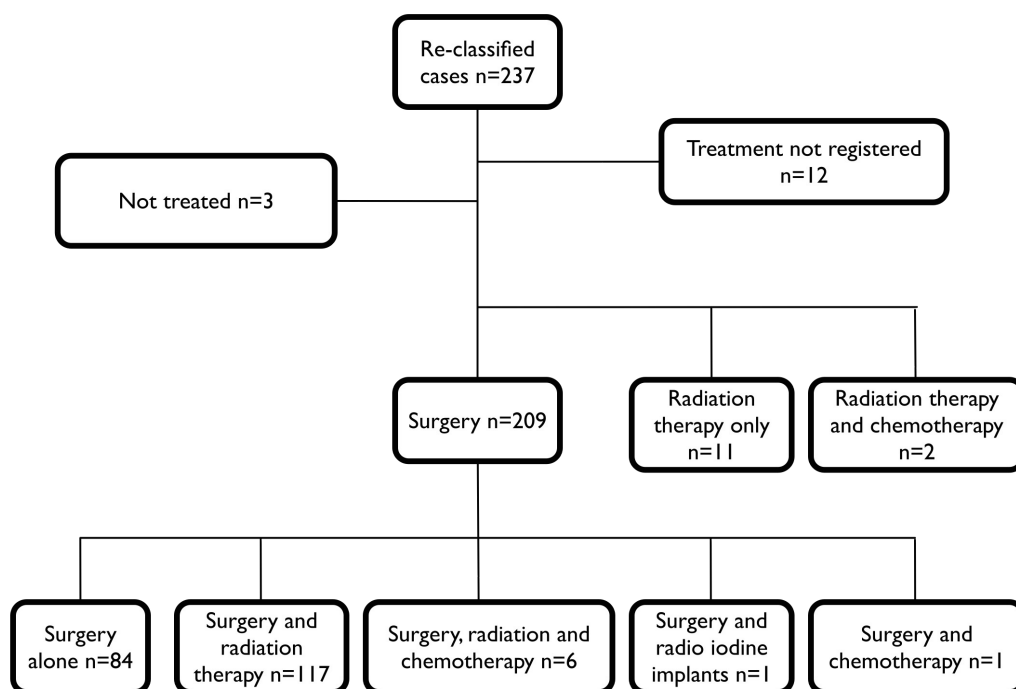 Re-classified
cases n=237
Treatment not registered
n=12
Not treated n=3
Surgery n=209
Radiation
therapy only
n=11
Radiation therapy
and chemotherapy
n=2
Surgery
alone n=84
Surgery and
radiation
therapy n=117
Surgery, radiation and
chemotherapy n=6
Surgery and
radio iodine
implants n=1
Surgery and
chemotherapy n=1